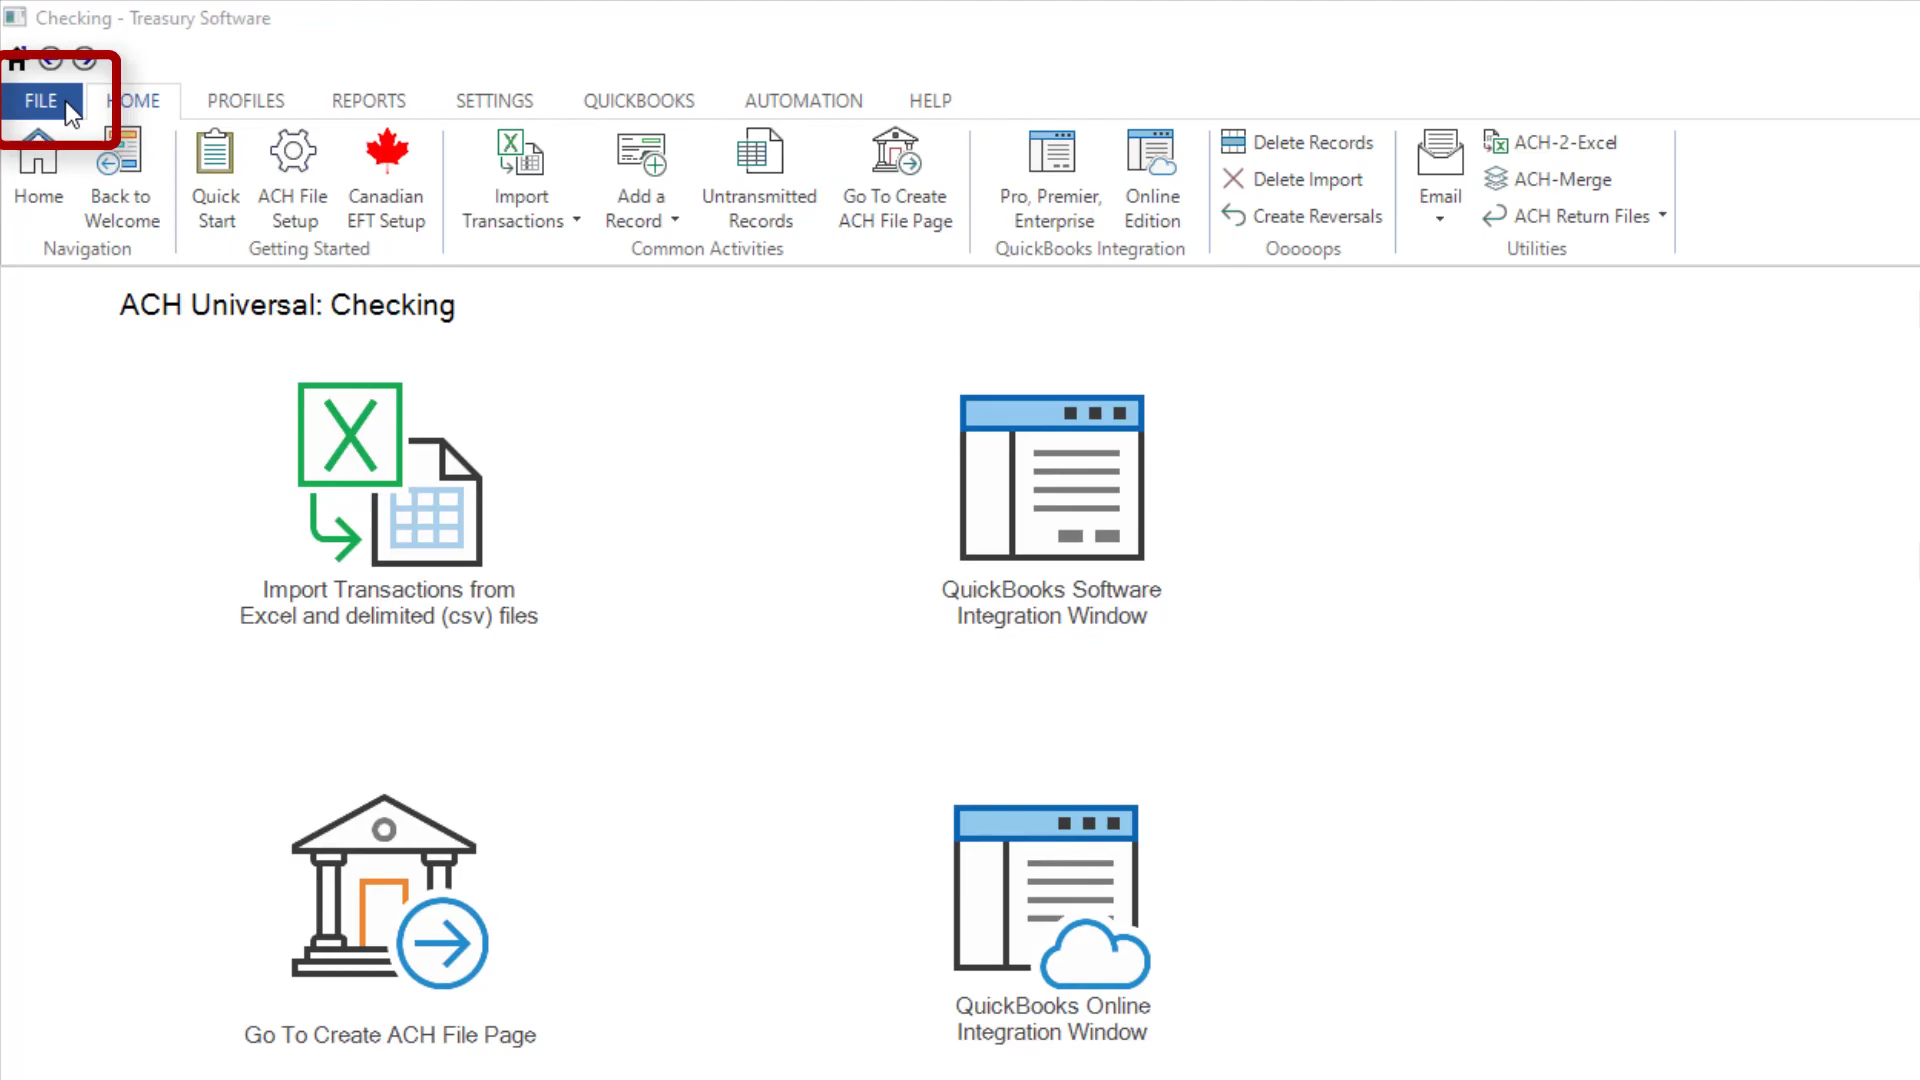 Checking - Treasury Software
FILE
HOME
PROFILES
REPORTS
SETTINGS
QUICKBOOKS
AUTOMATION
HELP
Home
Back to
Welcome
Navigation
Quick
Start
ACH File
Setup
Canadian
EFT Setup
Getting Started
Import
Transactions
Add a
Record
Untransmitted
Records
Go To Create
ACH File Page
Common Activities
Pro, Premier,
Enterprise
Online
Edition
QuickBooks Integration
Delete Records
Delete Import
Create Reversals
Ooooops
Email
ACH-2-Excel
ACH-Merge
ACH Return Files
Utilities
ACH Universal: Checking
Import Transactions from
Excel and delimited (csv) files
QuickBooks Software
Integration Window
Go To Create ACH File Page
QuickBooks Online
Integration Window